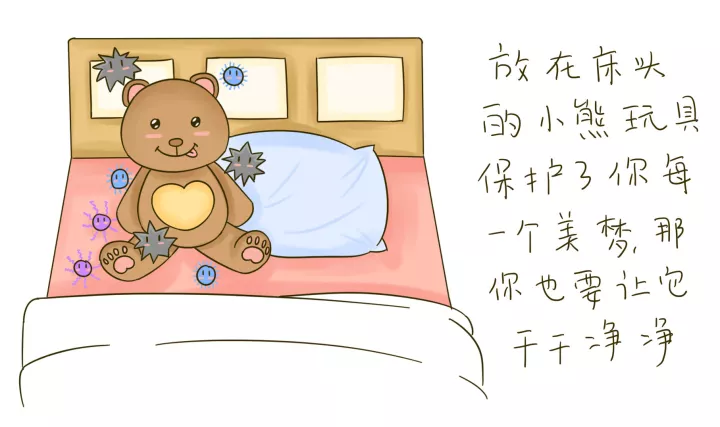 放在床头
的小熊玩具
保护了你每
一个美梦,那
你也要让它
干干净净